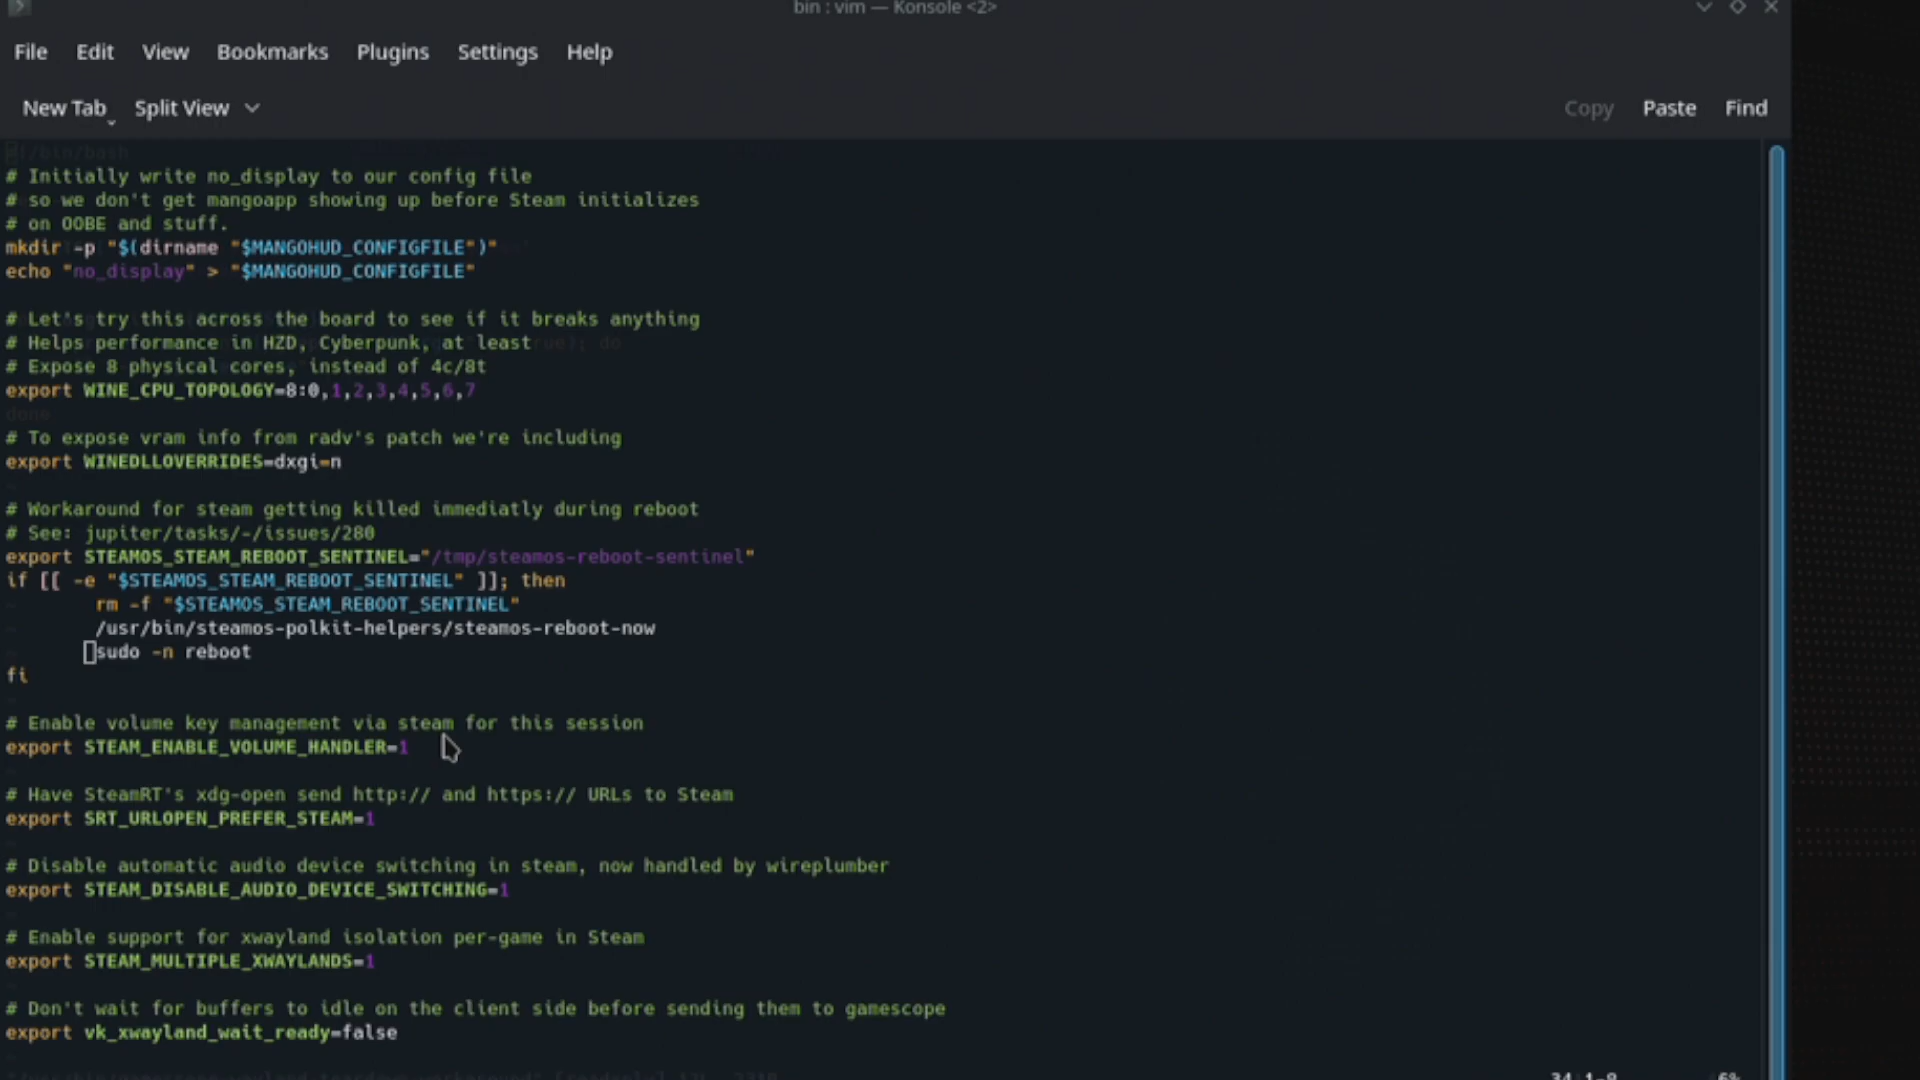 bin : vim — Konsole <2>
File Edit View Bookmarks Plugins Settings Help
New Tab Split View Copy Paste Find
#!/bin/bash
# Initially write no_display to our config file
# so we don't get mangoapp showing up before Steam initializes
# on OOBE and stuff.
mkdir -p "$(dirname "$MANGOHUD_CONFIGFILE")"
echo "no_display" > "$MANGOHUD_CONFIGFILE"
# Let's try this across the board to see if it breaks anything
# Helps performance in HZD, Cyberpunk, at least
# Expose 8 physical cores, instead of 4c/8t
export WINE_CPU_TOPOLOGY=8:0,1,2,3,4,5,6,7
done
# To expose vram info from radv's patch we're including
export WINEDLLOVERRIDES=dxgi=n
# Workaround for steam getting killed immediatly during reboot
# See: jupiter/tasks/-/issues/280
export STEAMOS_STEAM_REBOOT_SENTINEL="/tmp/steamos-reboot-sentinel"
if [[ -e "$STEAMOS_STEAM_REBOOT_SENTINEL" ]]; then
rm -f "$STEAMOS_STEAM_REBOOT_SENTINEL"
/usr/bin/steamos-polkit-helpers/steamos-reboot-now
sudo -n reboot
fi
# Enable volume key management via steam for this session
export STEAM_ENABLE_VOLUME_HANDLER=1
# Have SteamRT's xdg-open send http:// and https:// URLs to Steam
export SRT_URLOPEN_PREFER_STEAM=1
# Disable automatic audio device switching in steam, now handled by wireplumber
export STEAM_DISABLE_AUDIO_DEVICE_SWITCHING=1
# Enable support for xwayland isolation per-game in Steam
export STEAM_MULTIPLE_XWAYLANDS=1
# Don't wait for buffers to idle on the client side before sending them to gamescope
export vk_xwayland_wait_ready=false